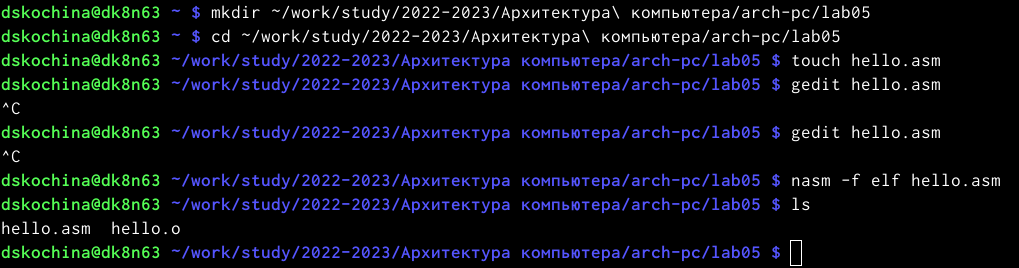 dskochina@dk8n63 ~ $ mkdir ~/work/study/2022-2023/Архитектура\ компьютера/arch-pc/lab05
dskochina@dk8n63 ~ $ cd ~/work/study/2022-2023/Архитектура\ компьютера/arch-pc/lab05
dskochina@dk8n63 ~/work/study/2022-2023/Архитектура компьютера/arch-pc/lab05 $ touch hello.asm
dskochina@dk8n63 ~/work/study/2022-2023/Архитектура компьютера/arch-pc/lab05 $ gedit hello.asm
^C
dskochina@dk8n63 ~/work/study/2022-2023/Архитектура компьютера/arch-pc/lab05 $ gedit hello.asm
^C
dskochina@dk8n63 ~/work/study/2022-2023/Архитектура компьютера/arch-pc/lab05 $ nasm -f elf hello.asm
dskochina@dk8n63 ~/work/study/2022-2023/Архитектура компьютера/arch-pc/lab05 $ ls
hello.asm  hello.o
dskochina@dk8n63 ~/work/study/2022-2023/Архитектура компьютера/arch-pc/lab05 $